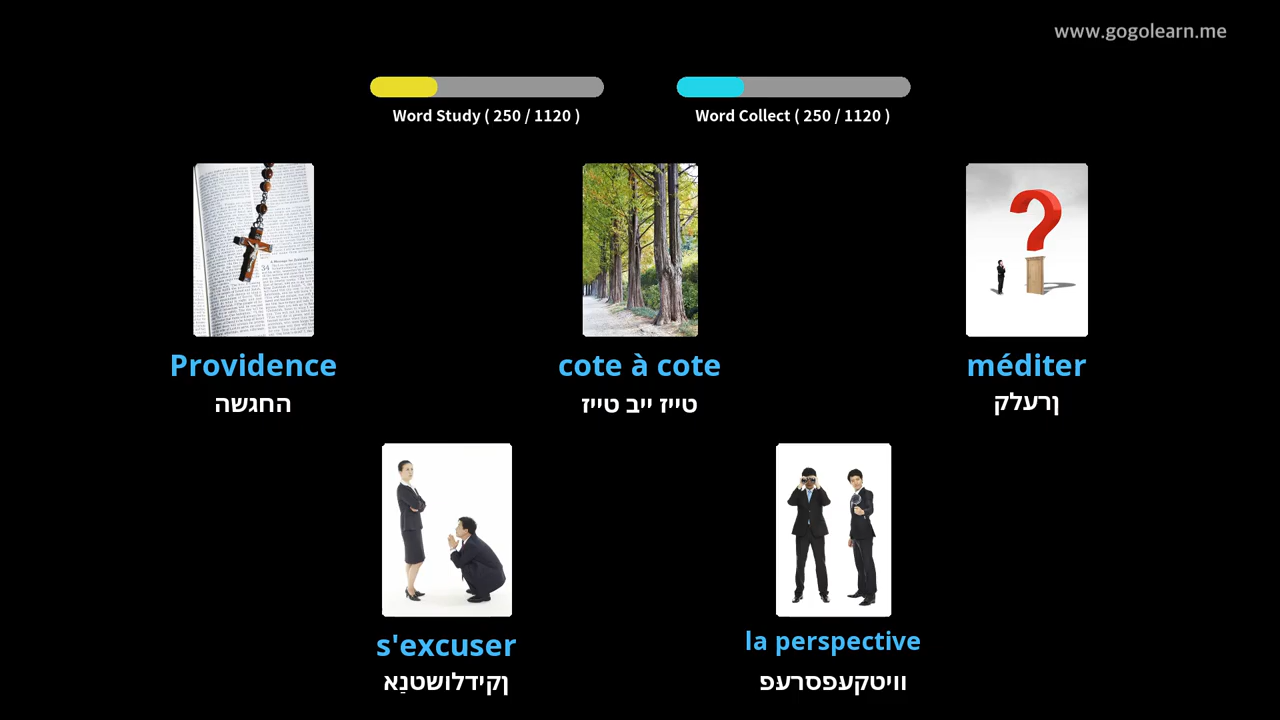 www.gogolearn.me
Word Study ( 250 / 1120 )
Word Collect ( 250 / 1120 )
Providence
החגשה
cote à cote
טייז ייב טייז
méditer
ןרעלק
s'excuser
ןקידלושטנַא
la perspective
וויטקעפסרעפ